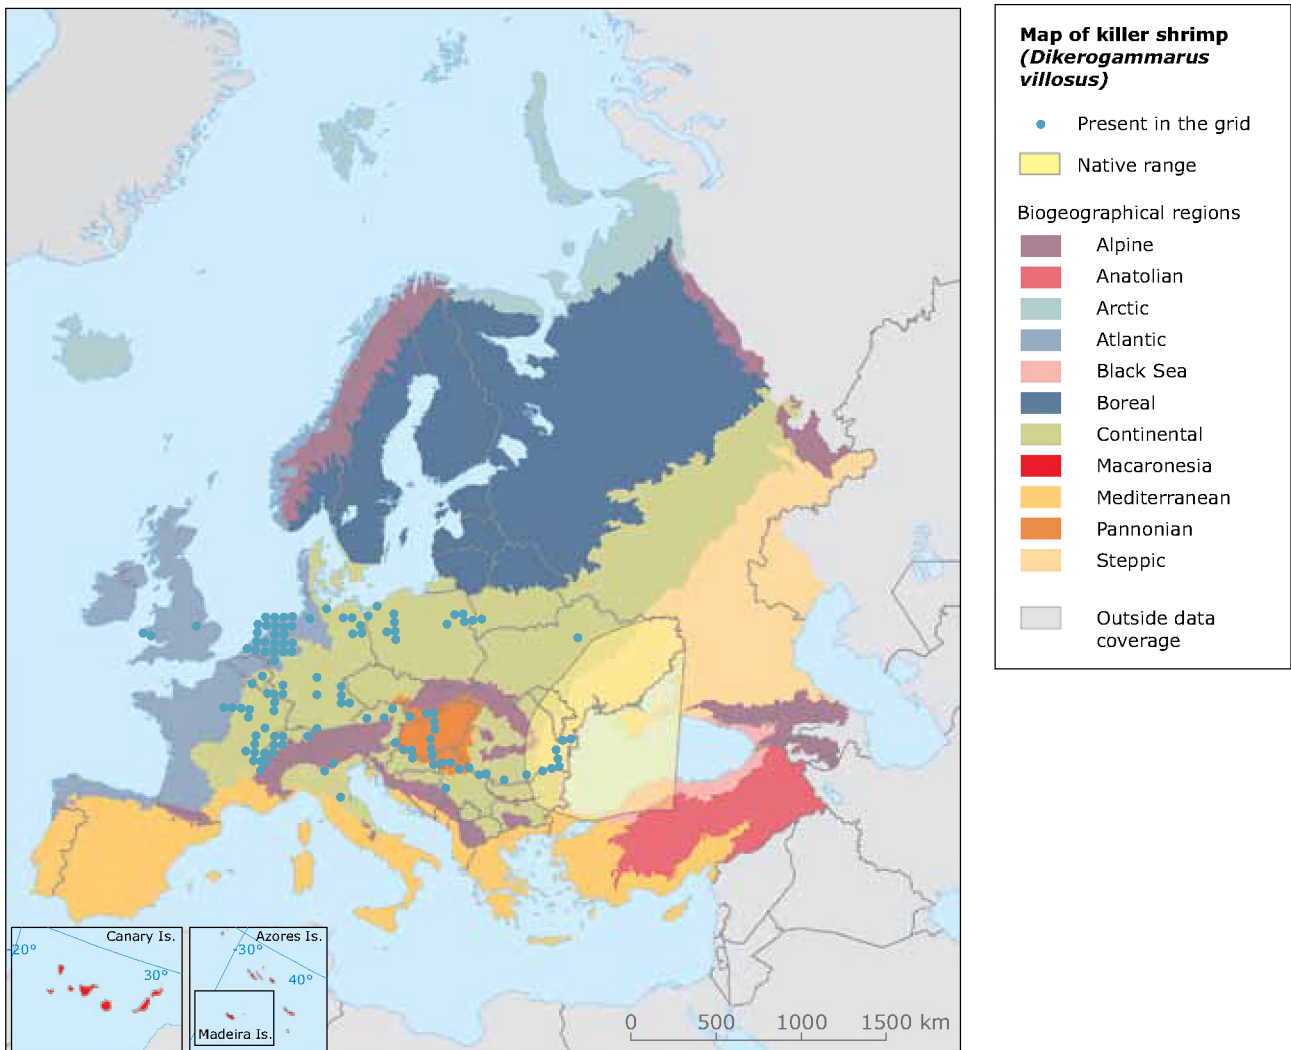 Map of killer shrimp
(Dikerogammarus
villosus)
Present in the grid
Native range
Biogeographical regions
Alpine
Anatolian
Arctic
Atlantic
Black Sea
Boreal
Continental
Macaronesia
Mediterranean
Pannonian
Steppic
Outside data
coverage
Canary Is.
-20°
30°
Azores Is.
-30°
40°
Madeira Is.
0 500 1000 1500 km